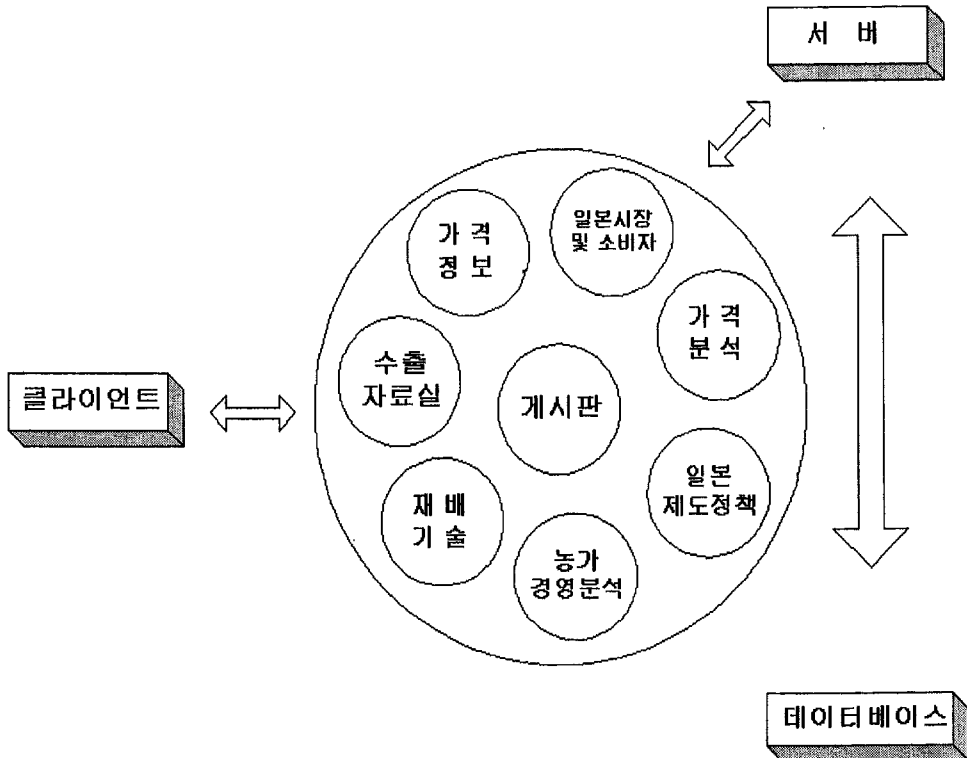 서 버
일본시장
및 소비자
가 격
정 보
가 격
분 석
수출
자료실
게시판
클라이언트
일본
제도정책
재 배
기 술
농가
경영분석
데이터베이스